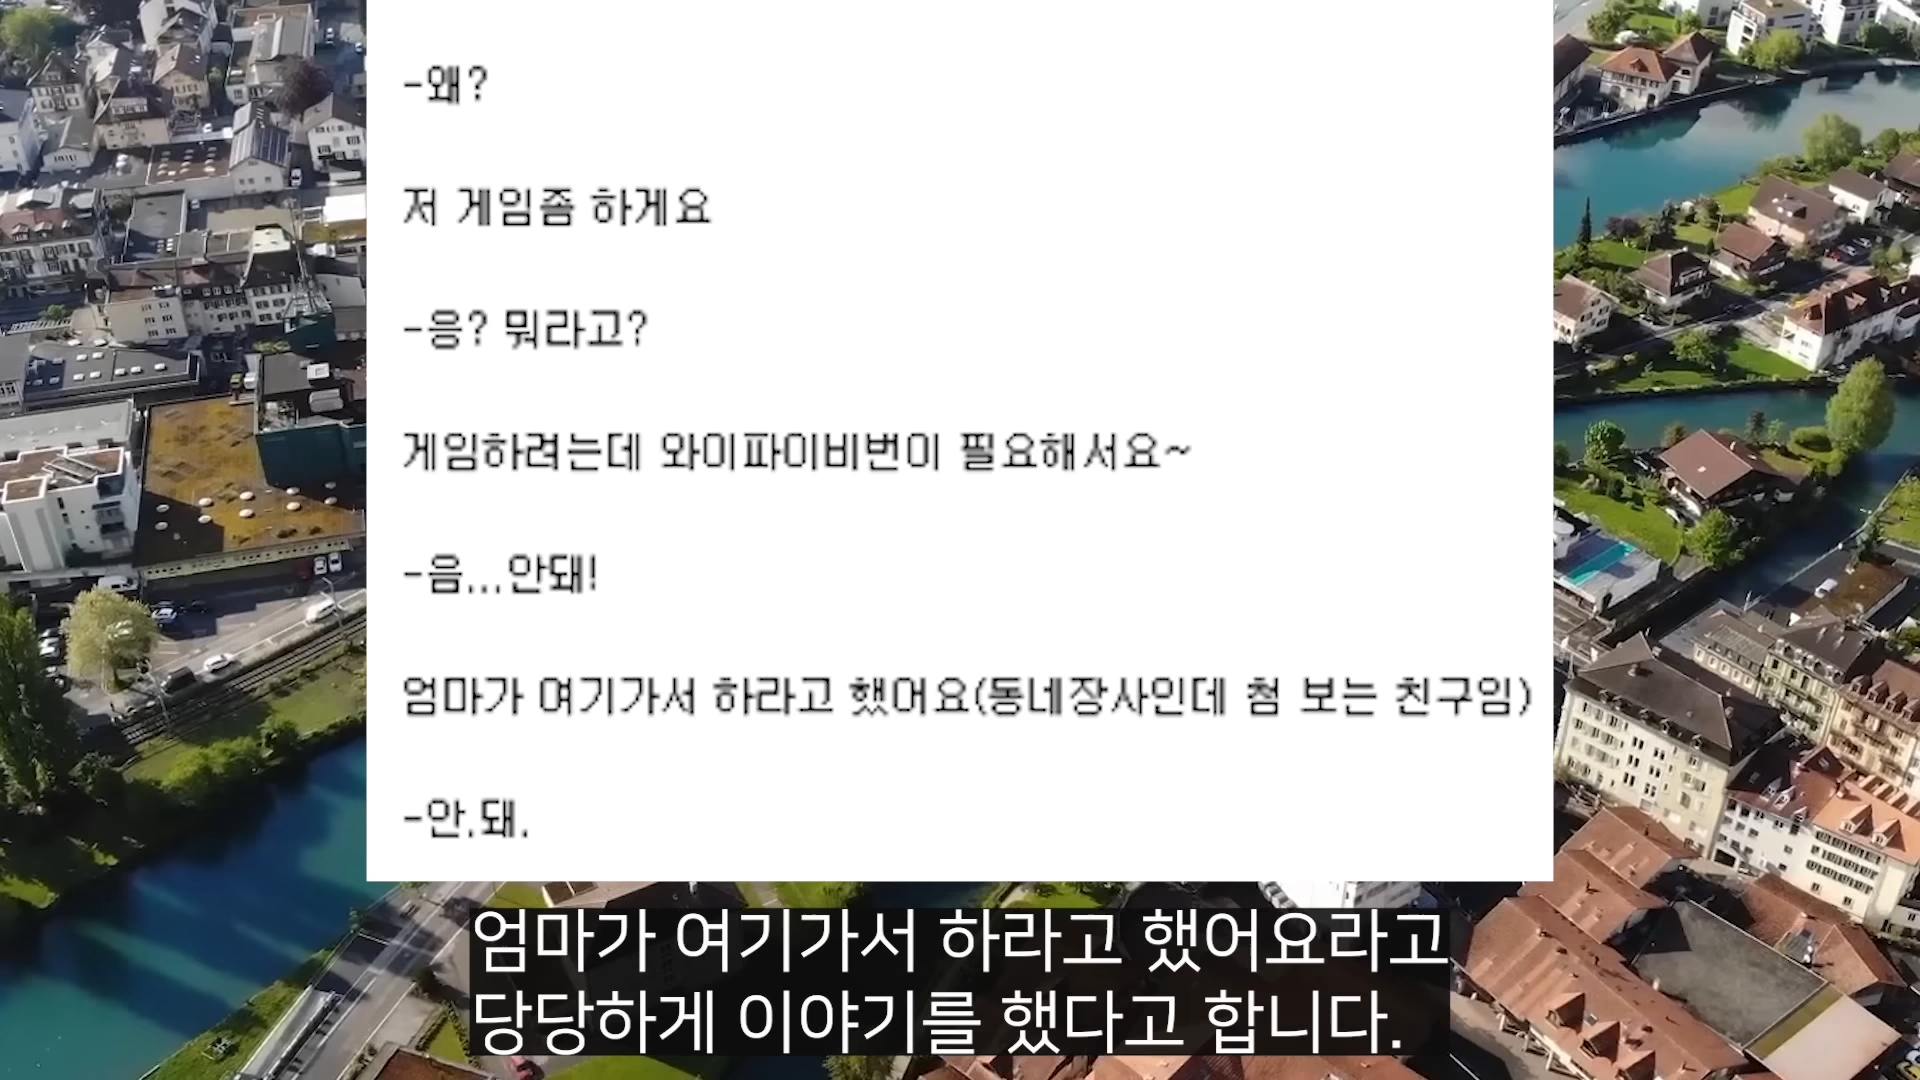 -왜?
저 게임좀 하게요
-응? 뭐라고?
게임하려는데 와이파이비번이 필요해서요~
-음...안돼!
엄마가 여기가서 하라고 했어요(동네장사인데 첨 보는 친구임)
-안.돼.
엄마가 여기가서 하라고 했어요라고
당당하게 이야기를 했다고 합니다.